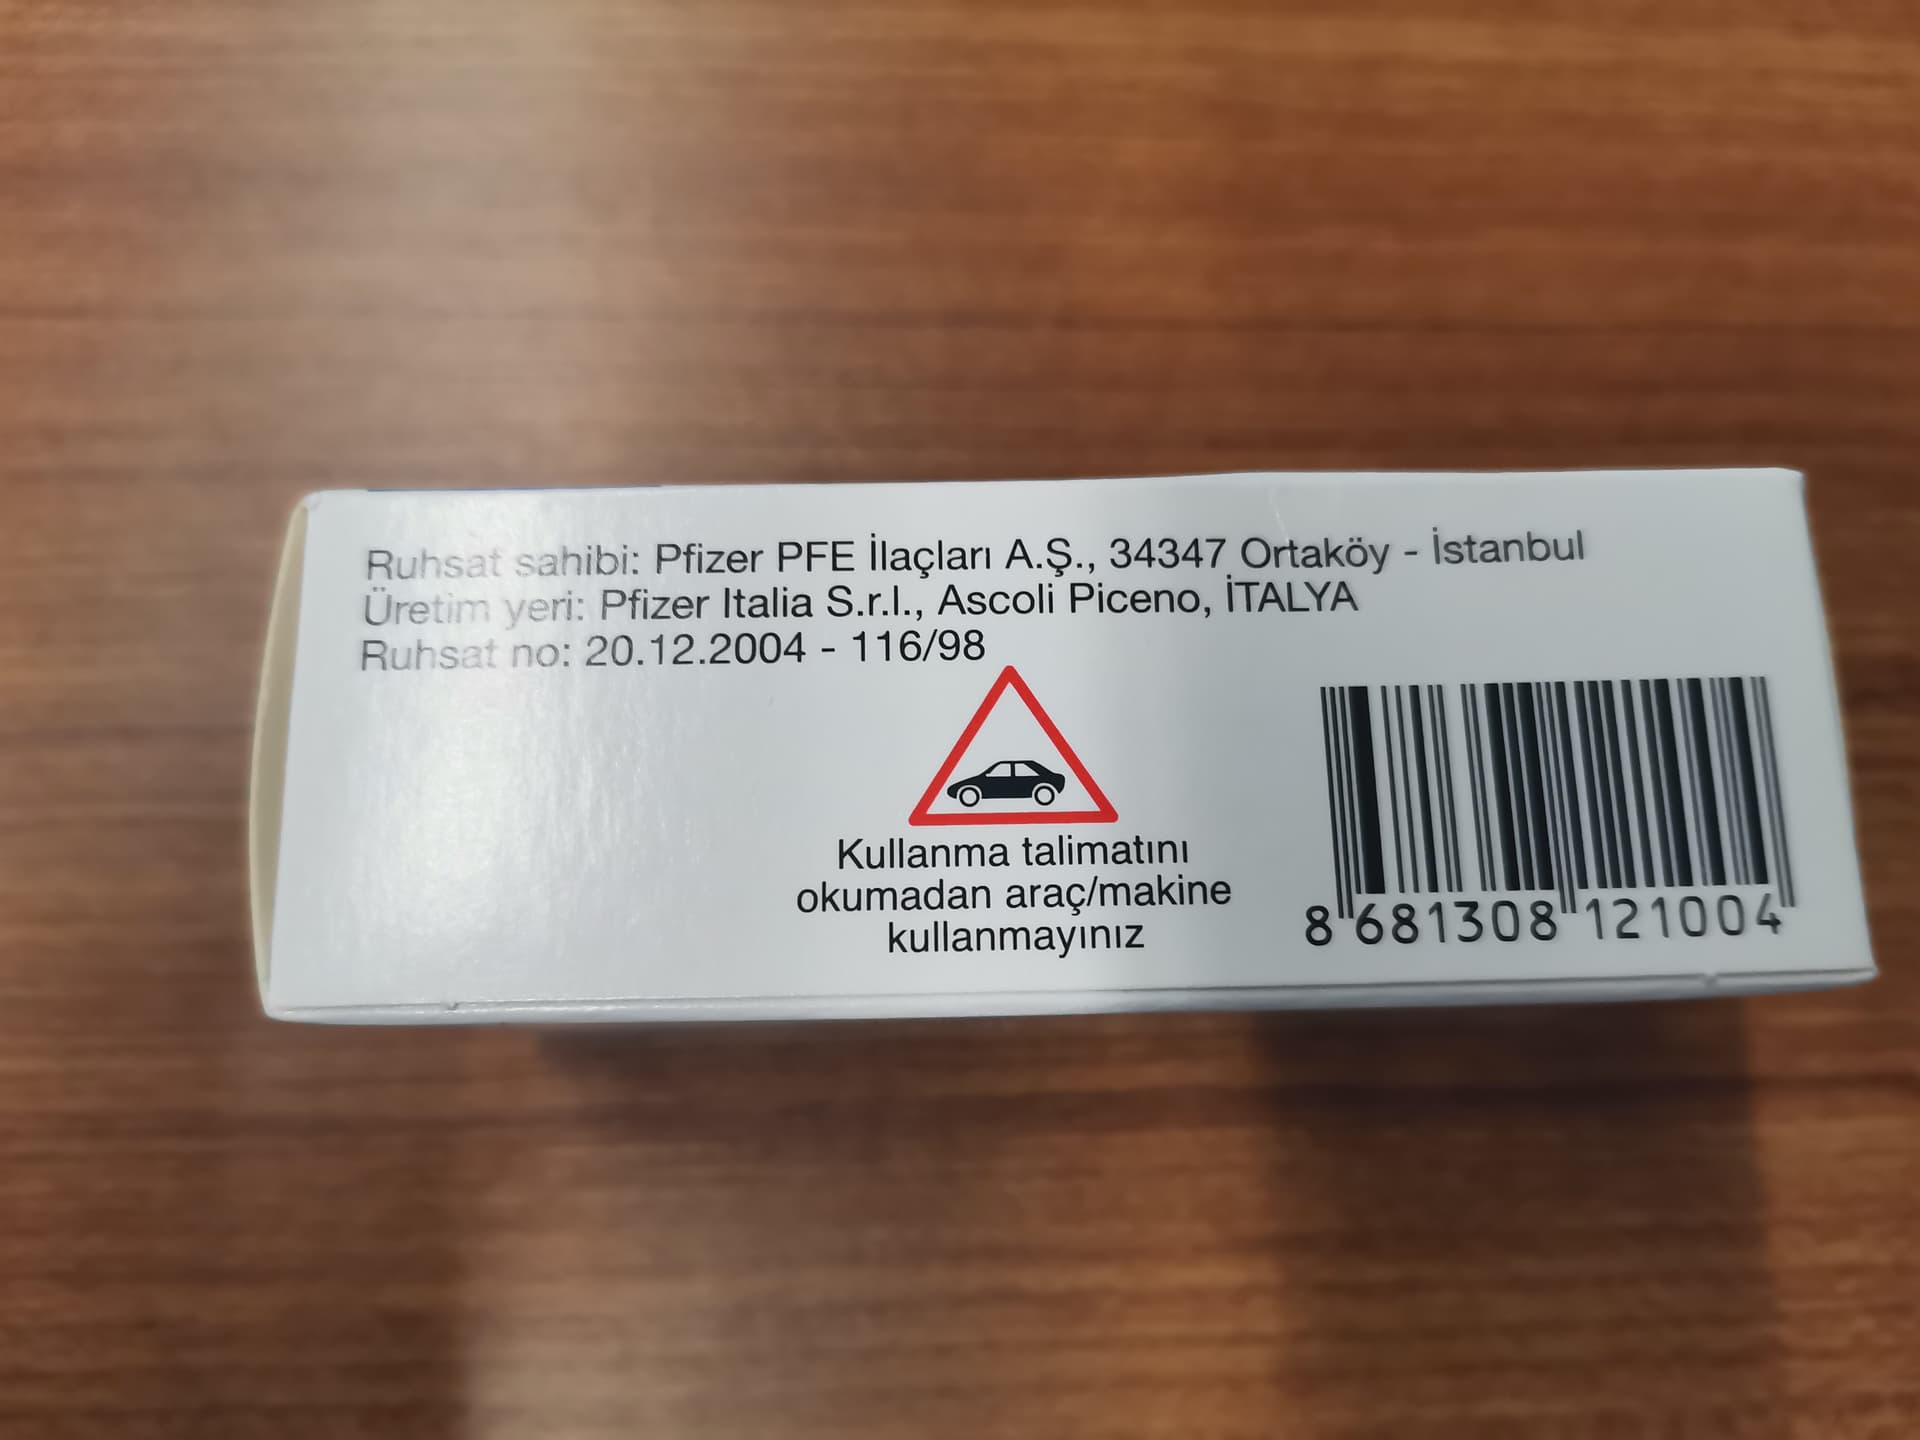 Ruhsat sahibi: Pfizer PFE İlaçları A.Ş., 34347 Ortaköy - İstanbul
Üretim yeri: Pfizer Italia S.r.l., Ascoli Piceno, İTALYA
Ruhsat no: 20.12.2004 - 116/98
Kullanma talimatını
okumadan araç/makine
kullanmayınız
8 681308 121004